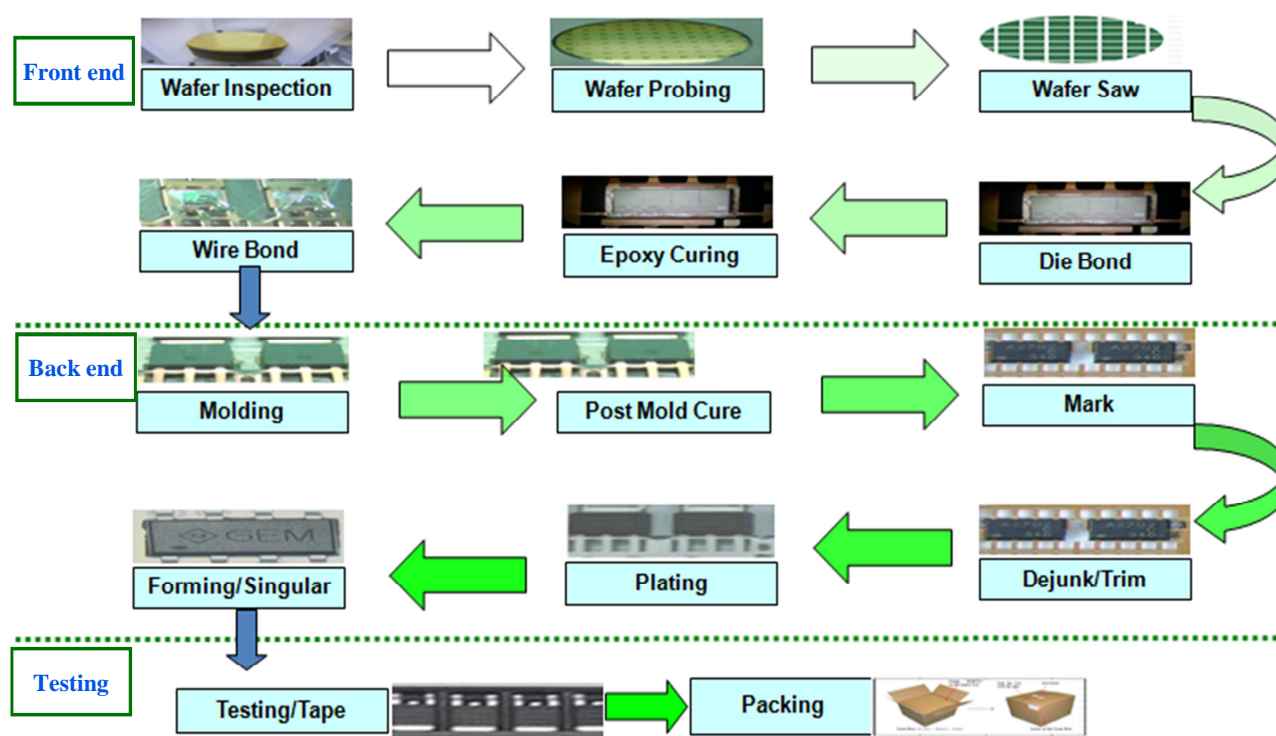 Front end
Wafer Inspection
Wafer Probing
Wafer Saw
Wire Bond
Epoxy Curing
Die Bond
Back end
Molding
Post Mold Cure
Mark
GEM
Forming/Singular
Plating
Dejunk/Trim
Testing
Testing/Tape
Packing